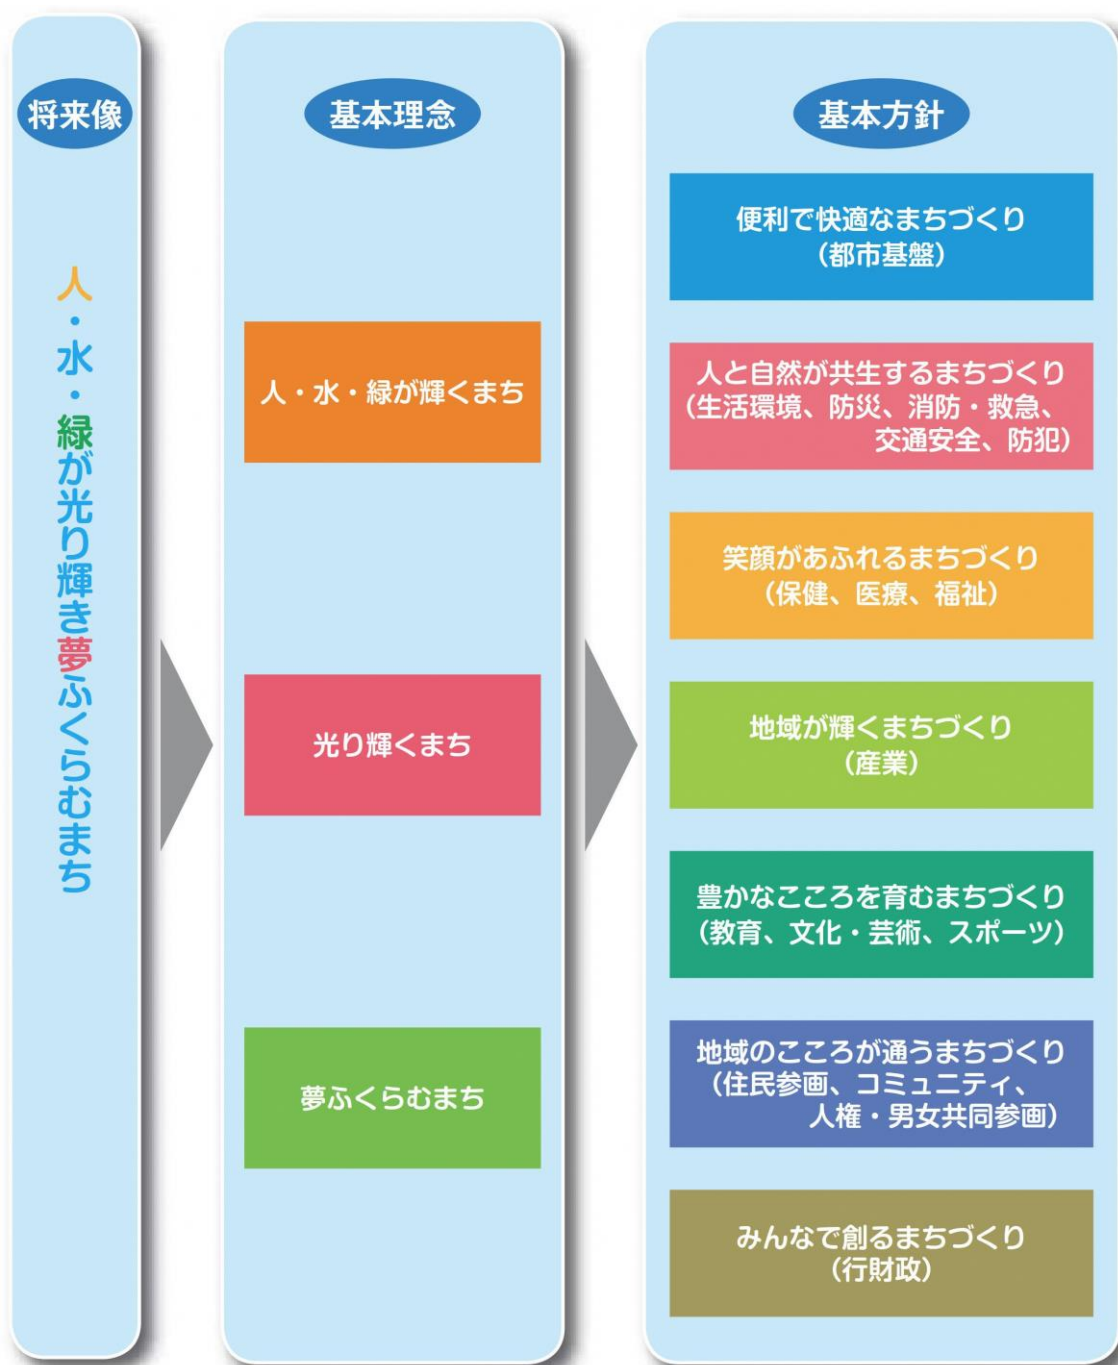 将来像
人・水・緑が光り輝き夢ふくらむまち
基本理念
人・水・緑が輝くまち
光り輝くまち
夢ふくらむまち
基本方針
便利で快適なまちづくり
（都市基盤）
人と自然が共生するまちづくり
（生活環境、防災、消防・救急、
交通安全、防犯）
笑顔があふれるまちづくり
（保健、医療、福祉）
地域が輝くまちづくり
（産業）
豊かなこころを育むまちづくり
（教育、文化・芸術、スポーツ）
地域のこころが通うまちづくり
（住民参画、コミュニティ、
人権・男女共同参画）
みんなで創るまちづくり
（行財政）